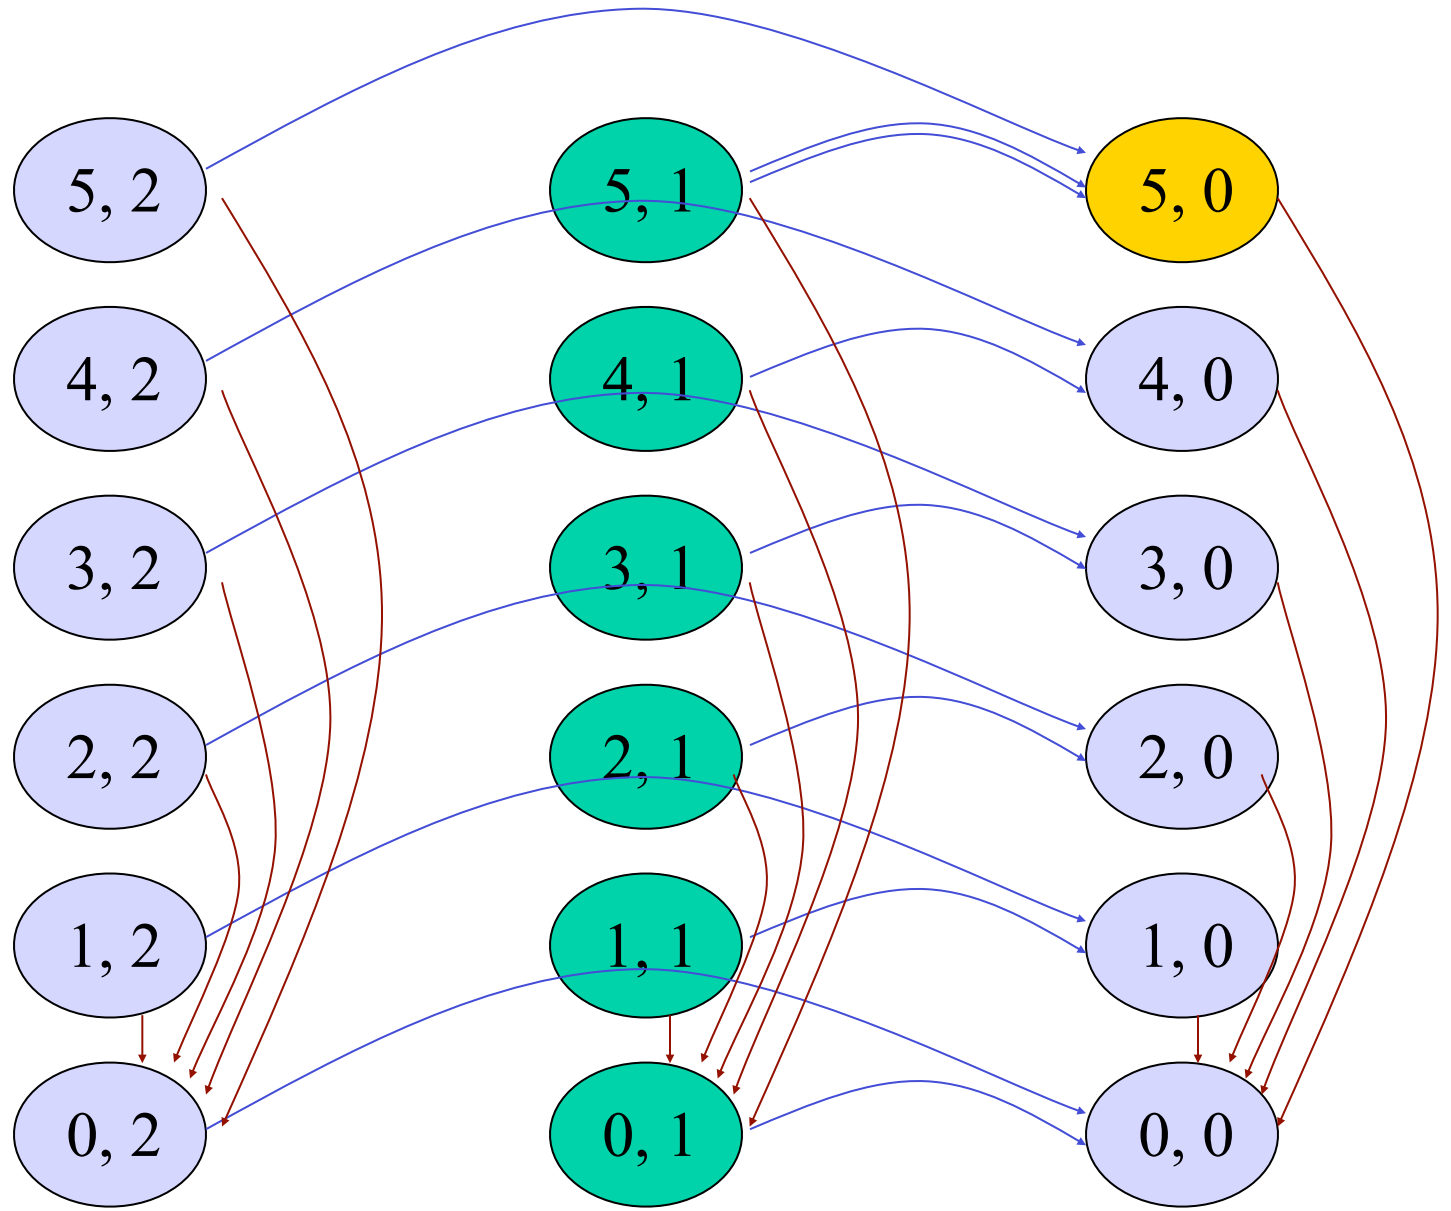 5, 2 5, 1 5, 0
4, 2 4, 1 4, 0
3, 2 3, 1 3, 0
2, 2 2, 1 2, 0
1, 2 1, 1 1, 0
0, 2 0, 1 0, 0